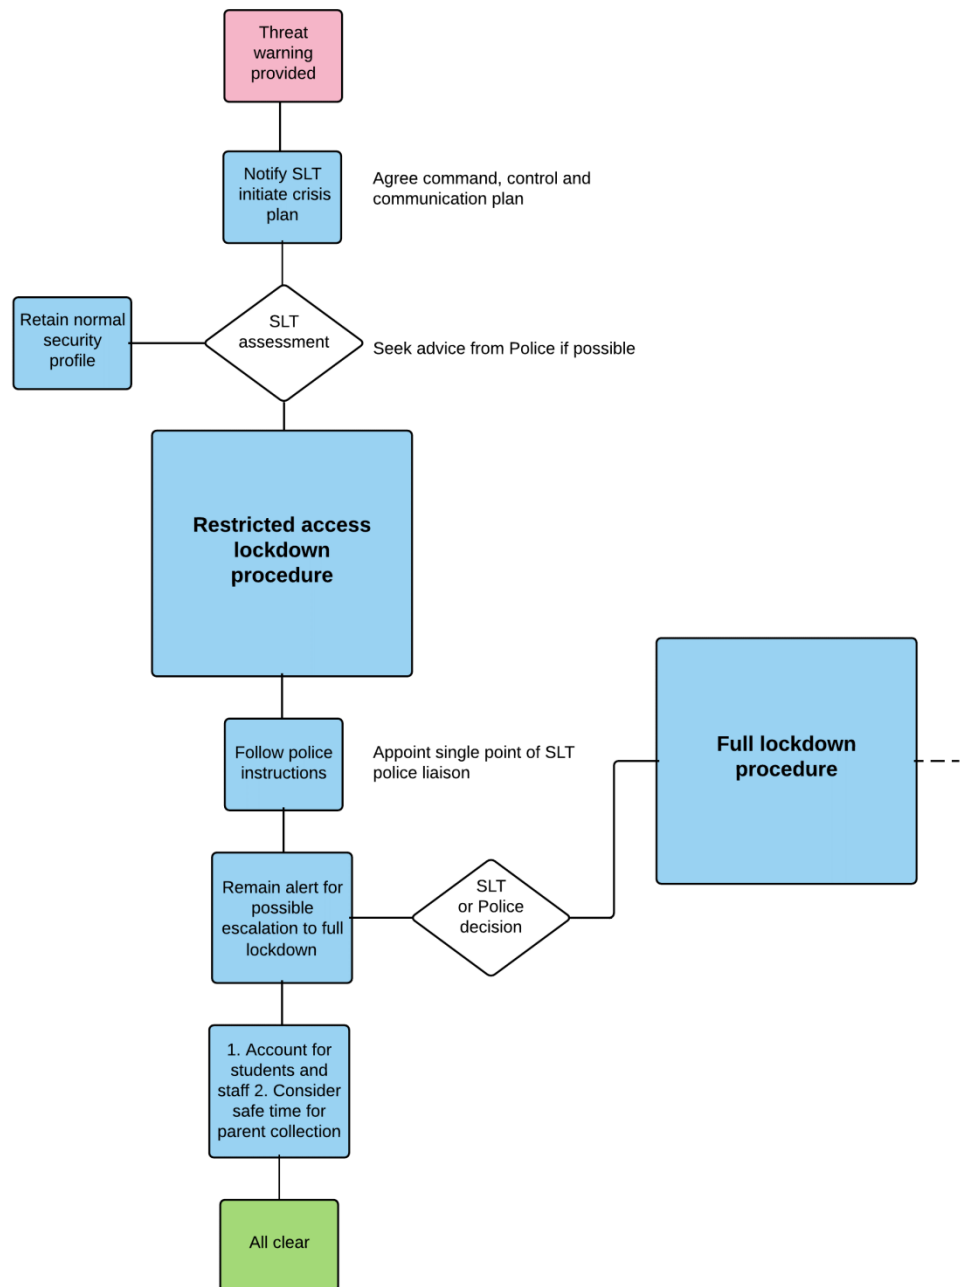 Threat
warning
provided
Notify SLT
initiate crisis
plan
Agree command, control and
communication plan
SLT
assessment
Retain normal
security
profile
Seek advice from Police if possible
Restricted access
lockdown
procedure
Follow police
instructions
Appoint single point of SLT
police liaison
Full lockdown
procedure
Remain alert for
possible
escalation to full
lockdown
SLT
or Police
decision
1. Account for
students and
staff 2. Consider
safe time for
parent collection
All clear